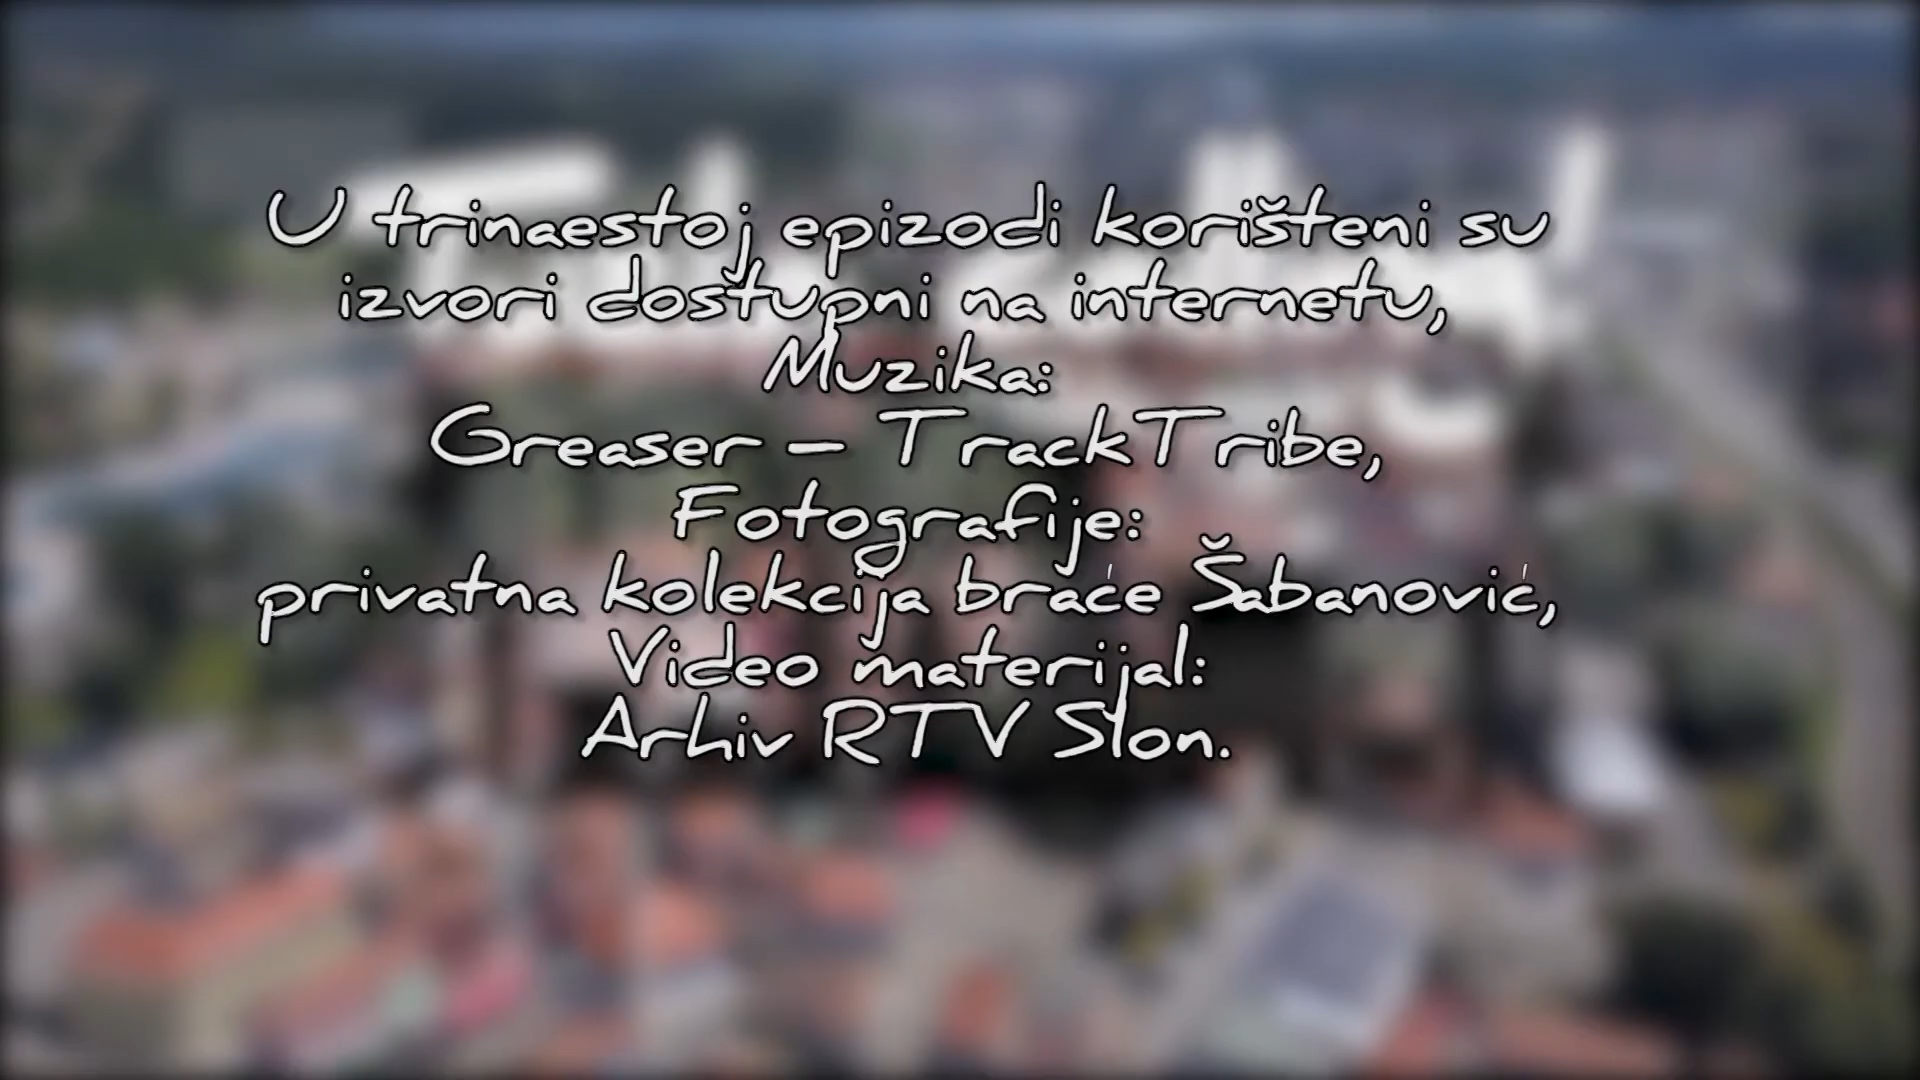 U trinaestoj epizodi korišteni su
izvori dostupni na internetu,
Muzika:
Greaser – TrackTribe,
Fotografije:
privatna kolekcija braće Šabanović,
Video materijal:
Arhiv RTV Slon.